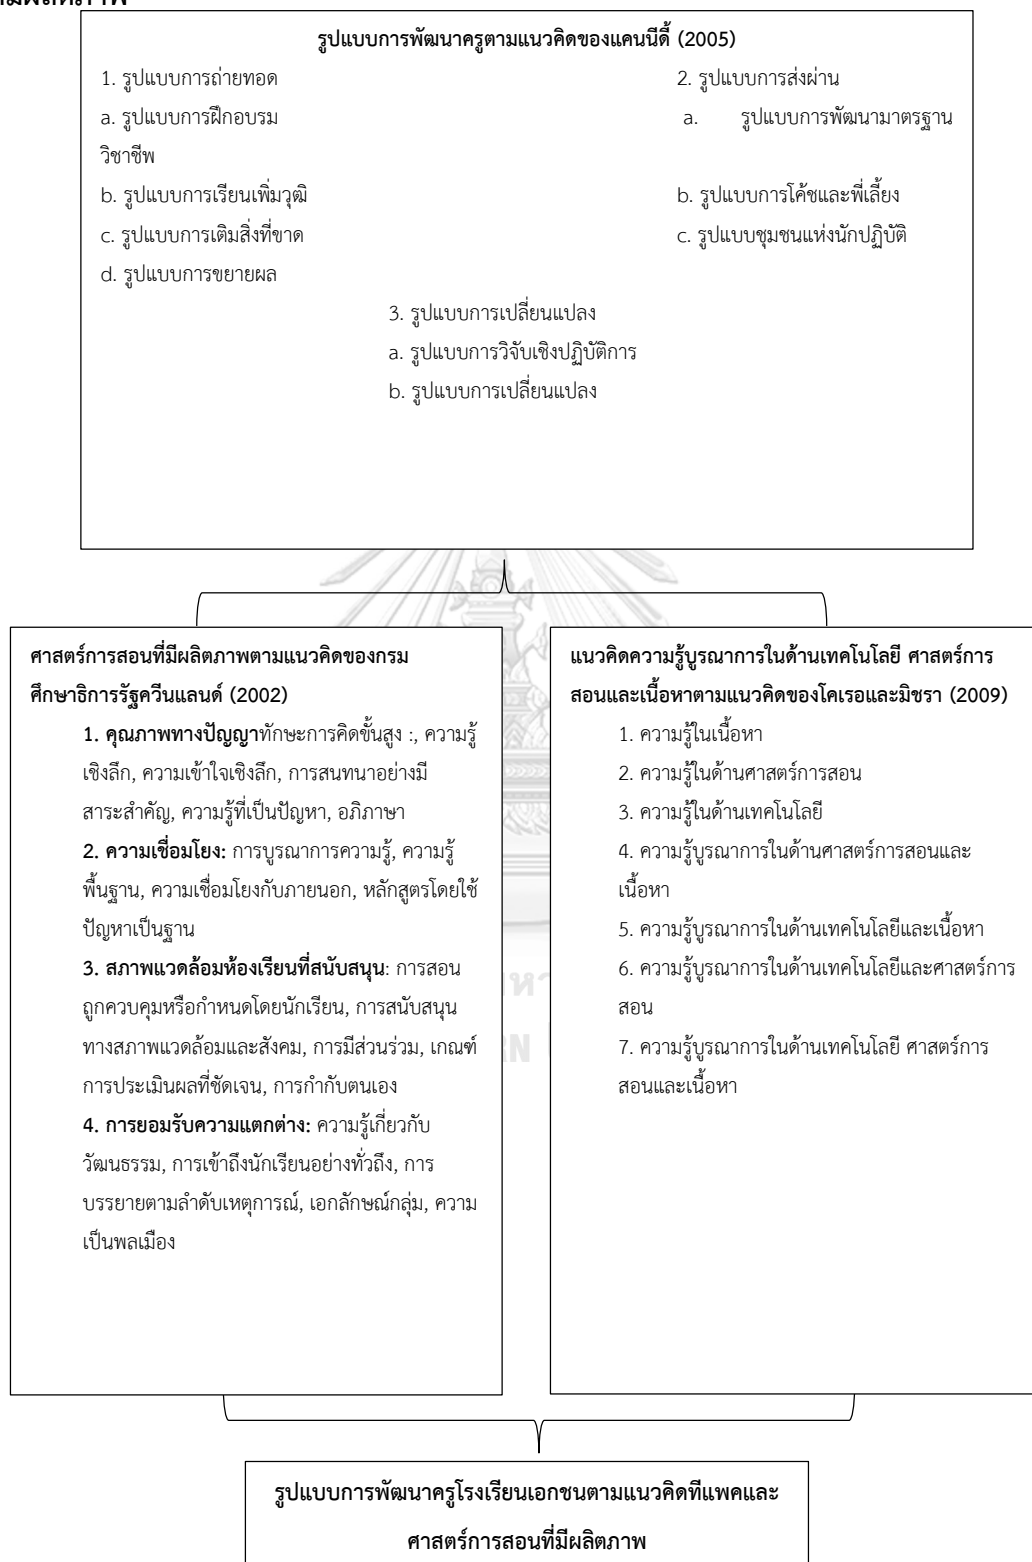 รูปแบบการพัฒนาครูตามแนวคิดของแคนนีดี้ (2005)
1. รูปแบบการถ่ายทอด 2. รูปแบบการส่งผ่าน
a. รูปแบบการฝึกอบรม a. รูปแบบการพัฒนามาตรฐาน
วิชาชีพ
b. รูปแบบการเรียนเพิ่มวุฒิ b. รูปแบบการโค้ชและพี่เลี้ยง
c. รูปแบบการเติมสิ่งที่ขาด c. รูปแบบชุมชนแห่งนักปฏิบัติ
d. รูปแบบการขยายผล
3. รูปแบบการเปลี่ยนแปลง
a. รูปแบบการวิจับเชิงปฏิบัติการ
b. รูปแบบการเปลี่ยนแปลง
ศาสตร์การสอนที่มีผลิตภาพตามแนวคิดของกรม
ศึกษาธิการรัฐควีนแลนด์ (2002)
1. คุณภาพทางปัญญาทักษะการคิดขั้นสูง :, ความรู้
เชิงลึก, ความเข้าใจเชิงลึก, การสนทนาอย่างมี
สาระสำคัญ, ความรู้ที่เป็นปัญหา, อภิภาษา
2. ความเชื่อมโยง: การบูรณาการความรู้, ความรู้
พื้นฐาน, ความเชื่อมโยงกับภายนอก, หลักสูตรโดยใช้
ปัญหาเป็นฐาน
3. สภาพแวดล้อมห้องเรียนที่สนับสนุน: การสอน
ถูกควบคุมหรือกำหนดโดยนักเรียน, การสนับสนุน
ทางสภาพแวดล้อมและสังคม, การมีส่วนร่วม, เกณฑ์
การประเมินผลที่ชัดเจน, การกำกับตนเอง
4. การยอมรับความแตกต่าง: ความรู้เกี่ยวกับ
วัฒนธรรม, การเข้าถึงนักเรียนอย่างทั่วถึง, การ
บรรยายตามลำดับเหตุการณ์, เอกลักษณ์กลุ่ม, ความ
เป็นพลเมือง
แนวคิดความรู้บูรณาการในด้านเทคโนโลยี ศาสตร์การ
สอนและเนื้อหาตามแนวคิดของโคเรอและมิชรา (2009)
1. ความรู้ในเนื้อหา
2. ความรู้ในด้านศาสตร์การสอน
3. ความรู้ในด้านเทคโนโลยี
4. ความรู้บูรณาการในด้านศาสตร์การสอนและ
เนื้อหา
5. ความรู้บูรณาการในด้านเทคโนโลยีและเนื้อหา
6. ความรู้บูรณาการในด้านเทคโนโลยีและศาสตร์การ
สอน
7. ความรู้บูรณาการในด้านเทคโนโลยี ศาสตร์การ
สอนและเนื้อหา
รูปแบบการพัฒนาครูโรงเรียนเอกชนตามแนวคิดทีแพคและ
ศาสตร์การสอนที่มีผลิตภาพ